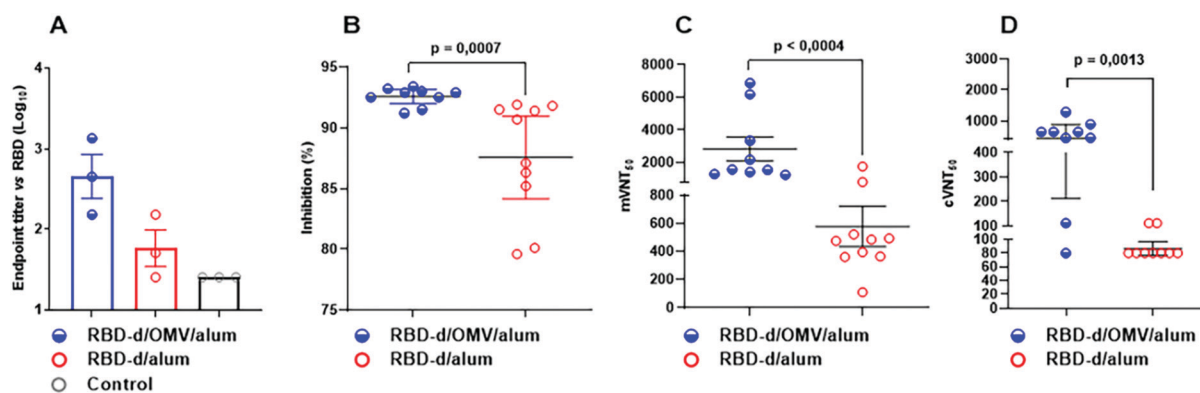 A
Endpoint titer vs RBD (Log10)
4
3
2
1
RBD-d/OMV/alum
RBD-d/alum
Control
B
p = 0,0007
Inhibition (%)
95
90
85
80
75
RBD-d/OMV/alum
RBD-d/alum
C
p < 0,0004
mVNT50
8000
6000
4000
2000
800
600
400
200
0
RBD-d/OMV/alum
RBD-d/alum
D
p = 0,0013
cVNT50
3000
2000
1000
400
300
200
100
100
80
60
40
20
0
RBD-d/OMV/alum
RBD-d/alum